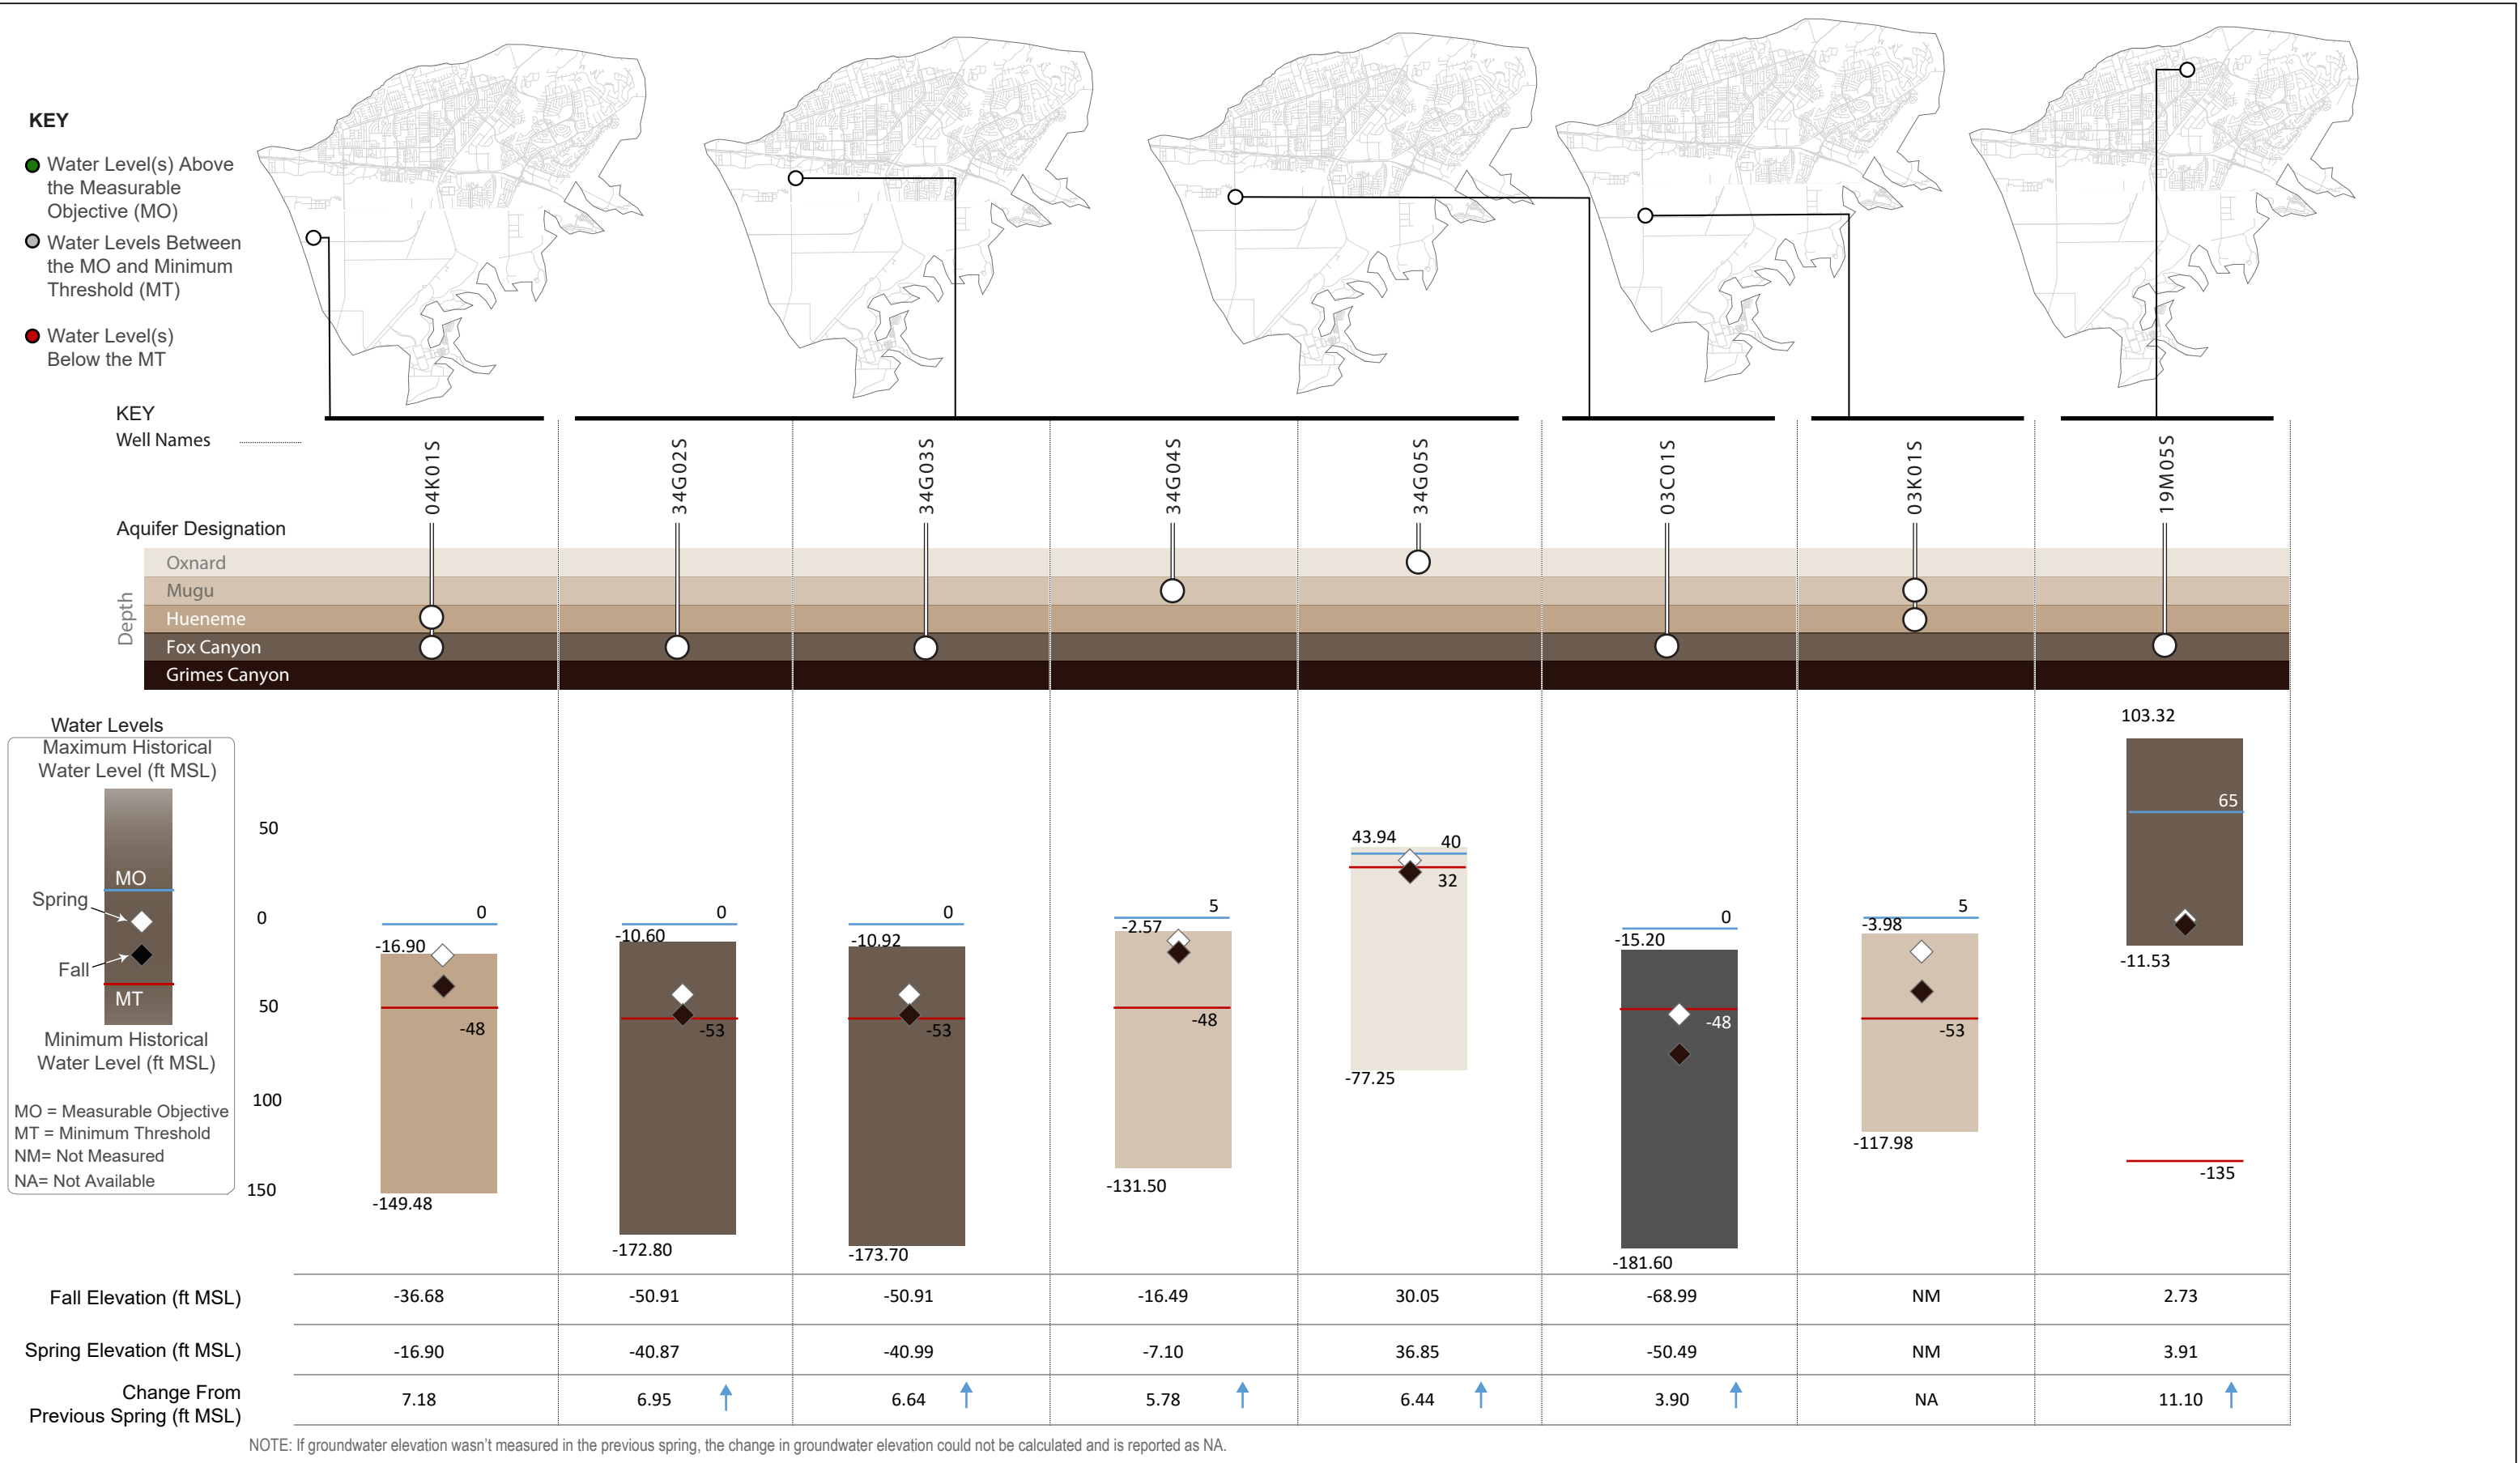 KEY
Water Level(s) Above
the Measurable
Objective (MO)
Water Levels Between
the MO and Minimum
Threshold (MT)
Water Level(s)
Below the MT
KEY
Well Names
04K01S
34G02S
34G03S
34G04S
34G05S
03C01S
03K01S
19M05S
Aquifer Designation
Depth
Oxnard
Mugu
Hueneme
Fox Canyon
Grimes Canyon
Water Levels
Maximum Historical
Water Level (ft MSL)
MO
Spring
Fall
MT
Minimum Historical
Water Level (ft MSL)
MO = Measurable Objective
MT = Minimum Threshold
NM= Not Measured
NA= Not Available
50
0
50
100
150
0
-16.90
-48
-149.48
0
-10.60
-53
-172.80
0
-10.92
-53
-173.70
5
-2.57
-48
-131.50
43.94
40
32
-77.25
0
-15.20
-48
-181.60
5
-3.98
-53
-117.98
103.32
65
-11.53
-135
Fall Elevation (ft MSL) -36.68 -50.91 -50.91 -16.49 30.05 -68.99 NM 2.73
Spring Elevation (ft MSL) -16.90 -40.87 -40.99 -7.10 36.85 -50.49 NM 3.91
Change From
Previous Spring (ft MSL) 7.18 6.95 6.64 5.78 6.44 3.90 NA 11.10
NOTE: If groundwater elevation wasn't measured in the previous spring, the change in groundwater elevation could not be calculated and is reported as NA.